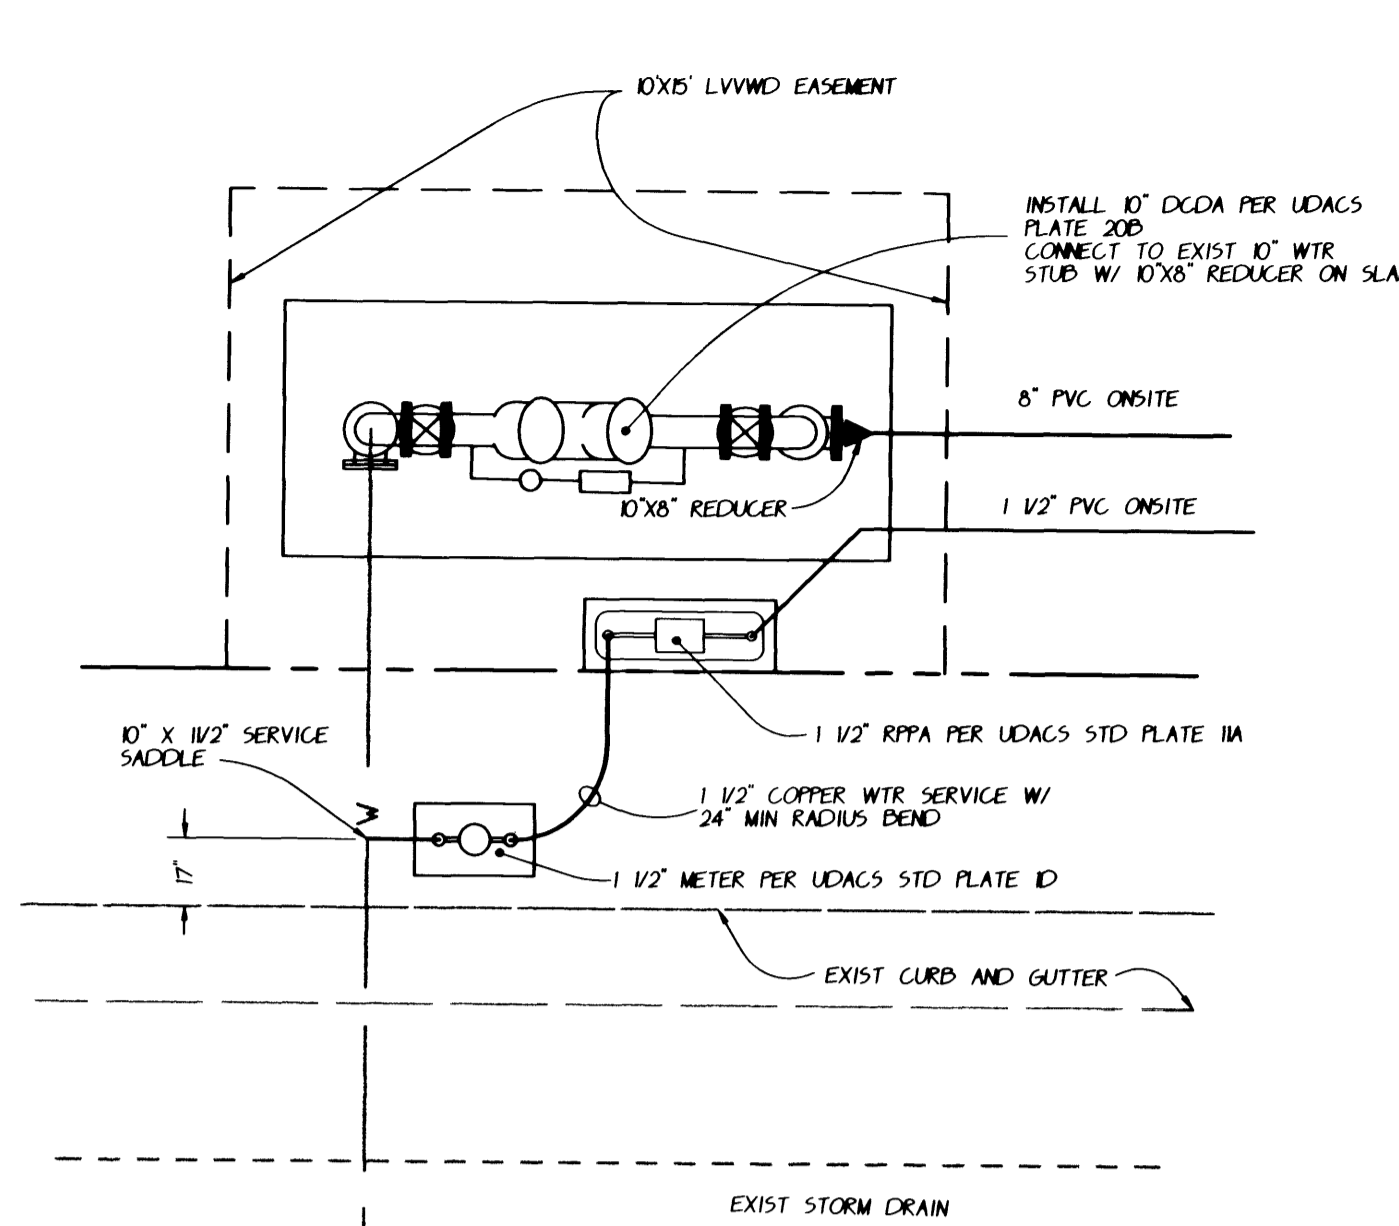 10'X15' LVVWD EASEMENT
INSTALL 10" DCDA PER UDACS
PLATE 20B
CONNECT TO EXIST 10" WTR
STUB W/ 10"X8" REDUCER ON SLA
8" PVC ONSITE
10"X8" REDUCER
1 1/2" PVC ONSITE
10" X 11/2" SERVICE
SADDLE
1 1/2" RPPA PER UDACS STD PLATE 11A
W
1 1/2" COPPER WTR SERVICE W/
24" MIN RADIUS BEND
17"
1 1/2" METER PER UDACS STD PLATE 1D
EXIST CURB AND GUTTER
EXIST STORM DRAIN